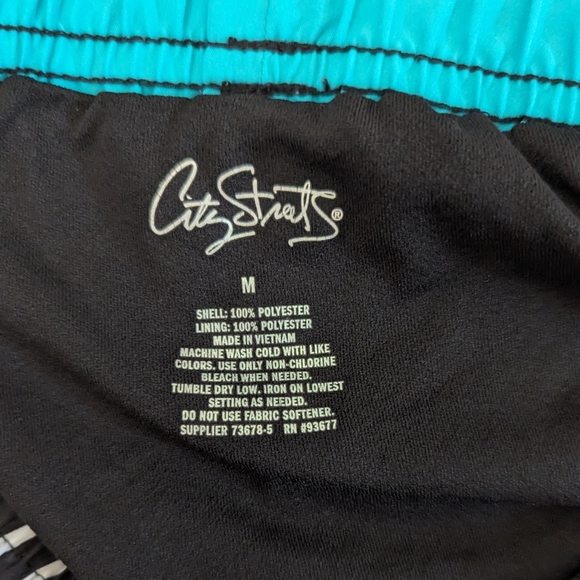 City Streets®
M
SHELL: 100% POLYESTER
LINING: 100% POLYESTER
MADE IN VIETNAM
MACHINE WASH COLD WITH LIKE
COLORS. USE ONLY NON-CHLORINE
BLEACH WHEN NEEDED.
TUMBLE DRY LOW. IRON ON LOWEST
SETTING AS NEEDED.
DO NOT USE FABRIC SOFTENER.
SUPPLIER 73678-5 RN #93677